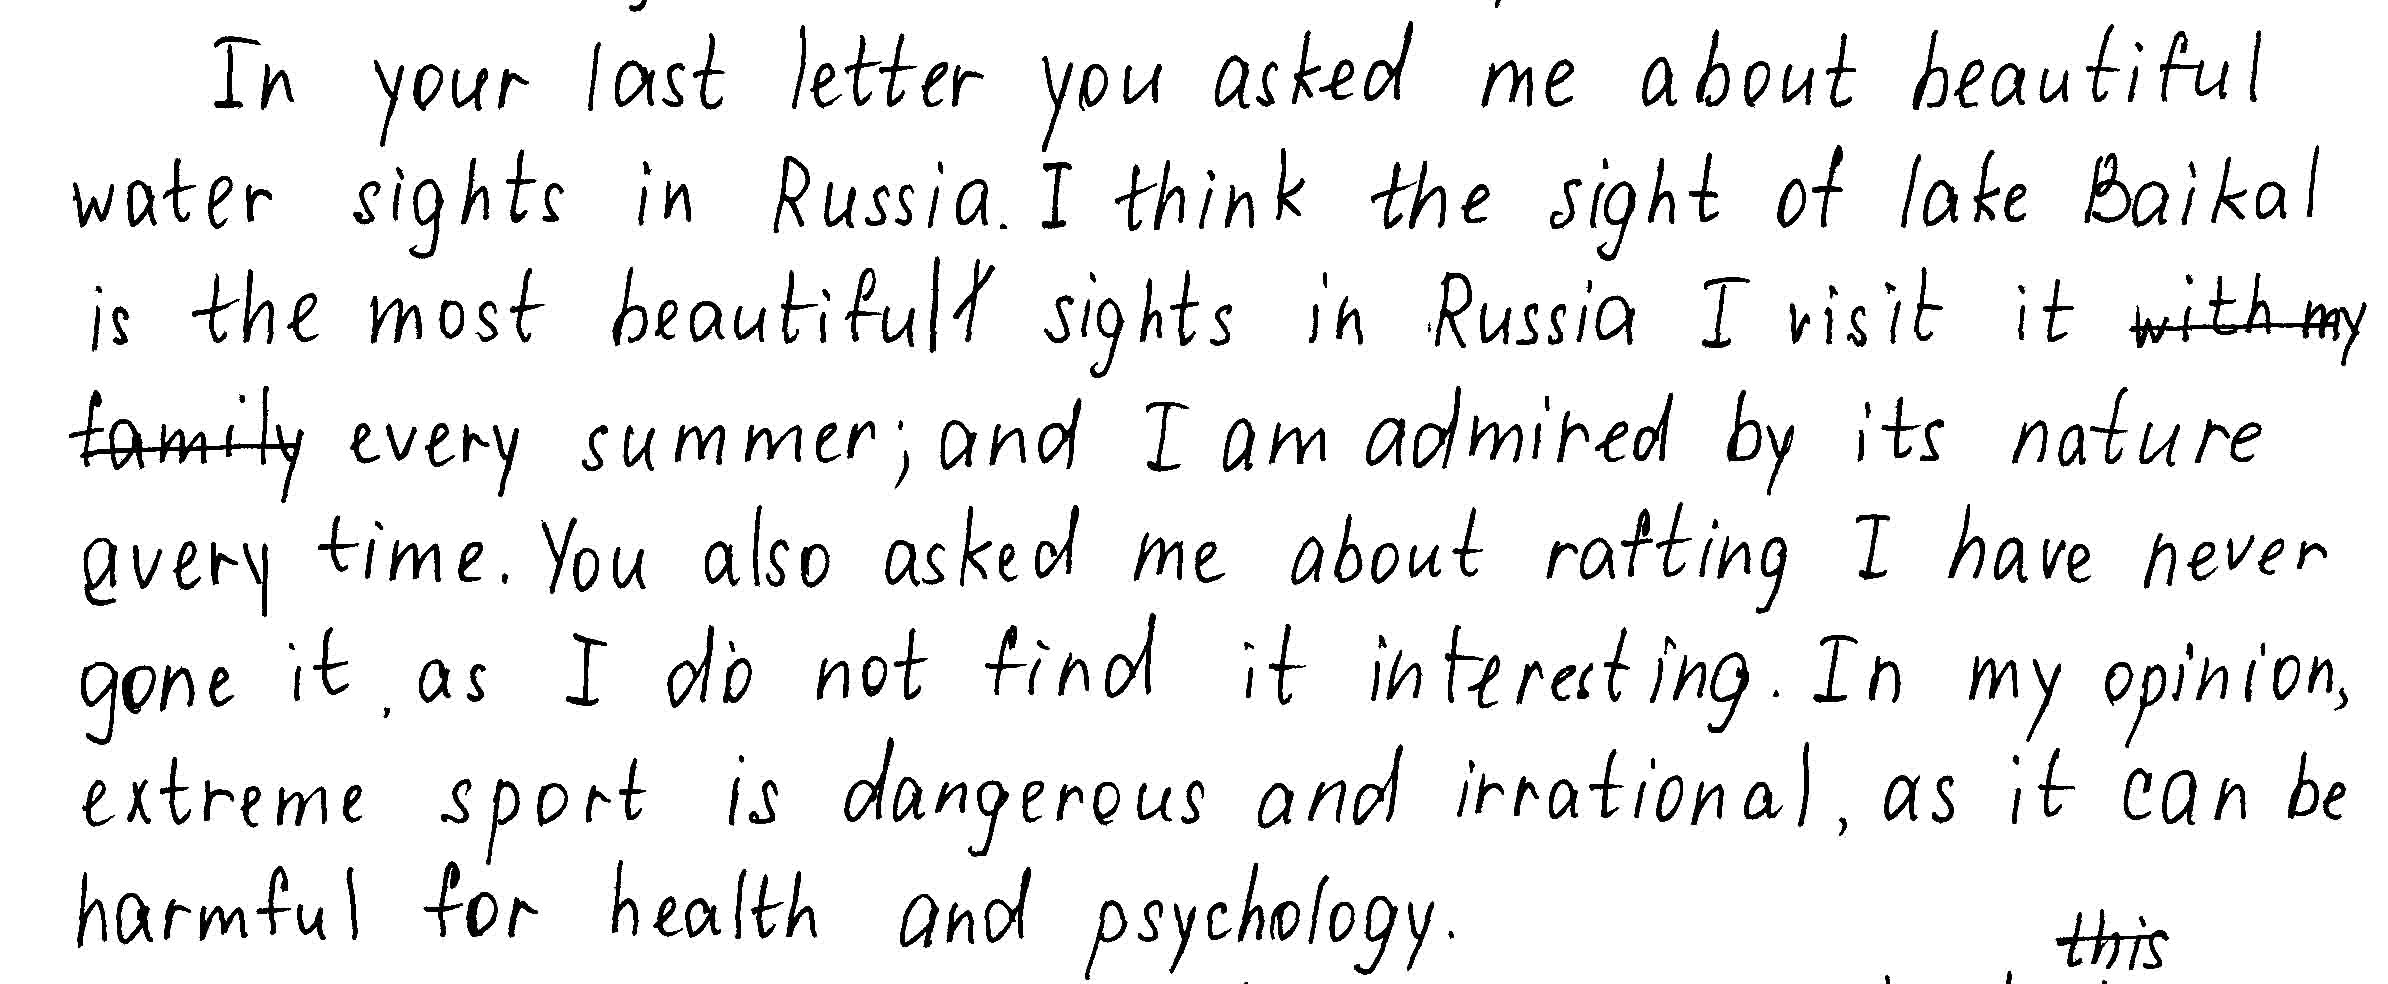 In your last letter you asked me about beautiful
water sights in Russia. I think the sight of lake Baikal
is the most beautiful sights in Russia I visit it with my
family every summer; and I am admired by its nature
avery time. You also asked me about rafting I have never
gone it, as I do not find it interesting. In my opinion,
extreme sport is dangerous and irrational, as it can be
harmful for health and psychology.
this